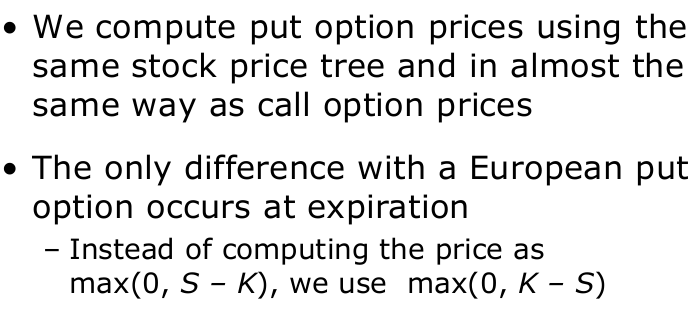 • We compute put option prices using the
same stock price tree and in almost the
same way as call option prices
• The only difference with a European put
option occurs at expiration
– Instead of computing the price as
max(0, S – K), we use max(0, K – S)